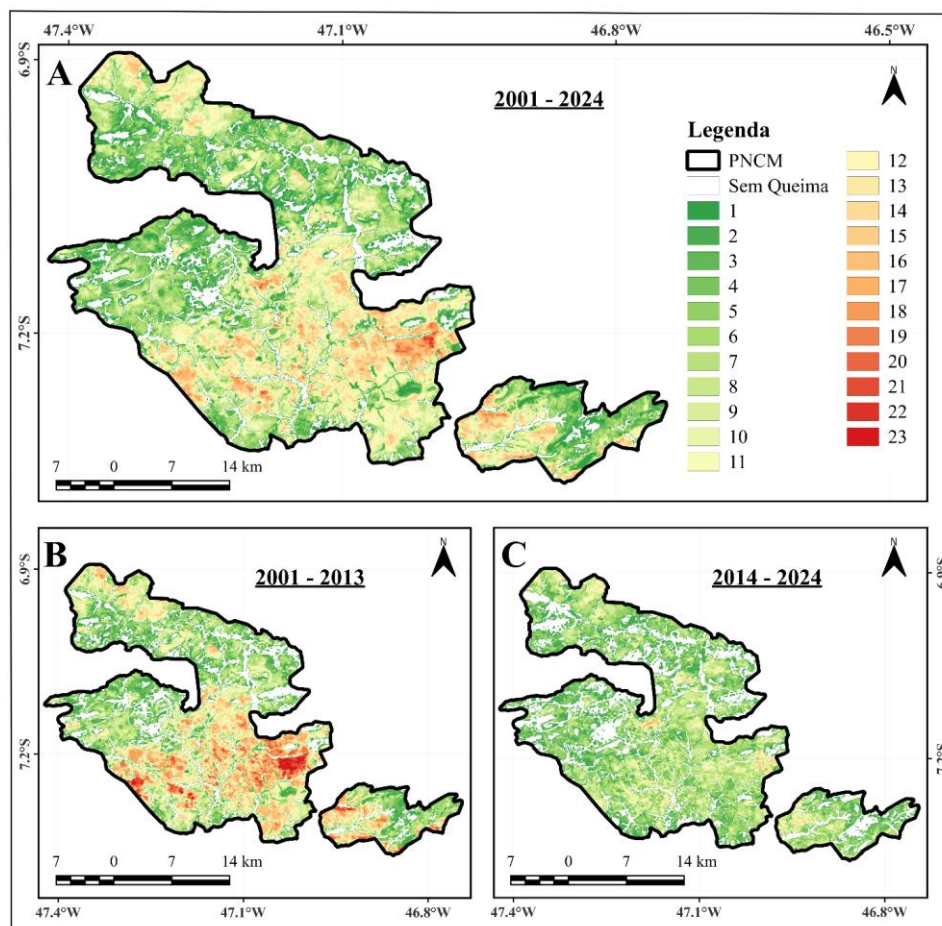 47.4°W 47.1°W 46.8°W 46.5°W
6.9°S
7.2°S
A
N
2001 - 2024
Legenda
PNCM
Sem Queima
1
2
3
4
5
6
7
8
9
10
11
12
13
14
15
16
17
18
19
20
21
22
23
7 0 7 14 km
B
N
2001 - 2013
6.9°S
7.2°S
7 0 7 14 km
47.4°W 47.1°W 46.8°W
C
N
2014 - 2024
6.9°S
7.2°S
7 0 7 14 km
47.4°W 47.1°W 46.8°W